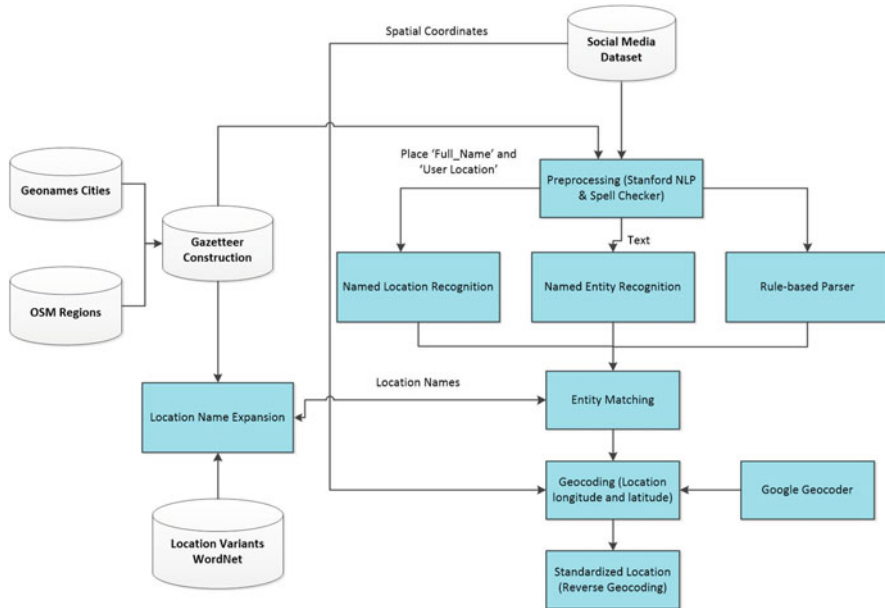 Spatial Coordinates
Social Media
Dataset
Place 'Full_Name' and
'User Location'
Preprocessing (Stanford NLP
& Spell Checker)
Geonames Cities
Gazetteer
Construction
Text
OSM Regions
Named Location Recognition
Named Entity Recognition
Rule-based Parser
Location Names
Location Name Expansion
Entity Matching
Geocoding (Location
longitude and latitude)
Google Geocoder
Location Variants
WordNet
Standardized Location
(Reverse Geocoding)